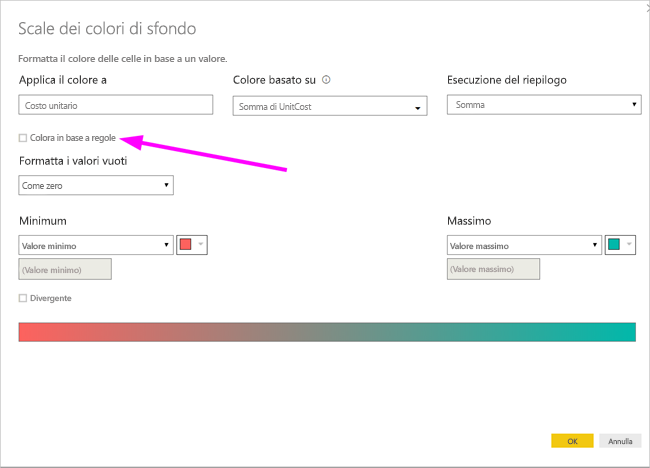 Scale dei colori di sfondo
Formatta il colore delle celle in base a un valore.
Applica il colore a
Colore basato su
Esecuzione del riepilogo
Costo unitario
Somma di UnitCost
Somma
Colora in base a regole
Formatta i valori vuoti
Come zero
Minimum
Massimo
Valore minimo
Valore massimo
(Valore minimo)
(Valore massimo)
Divergente
OK
Annulla